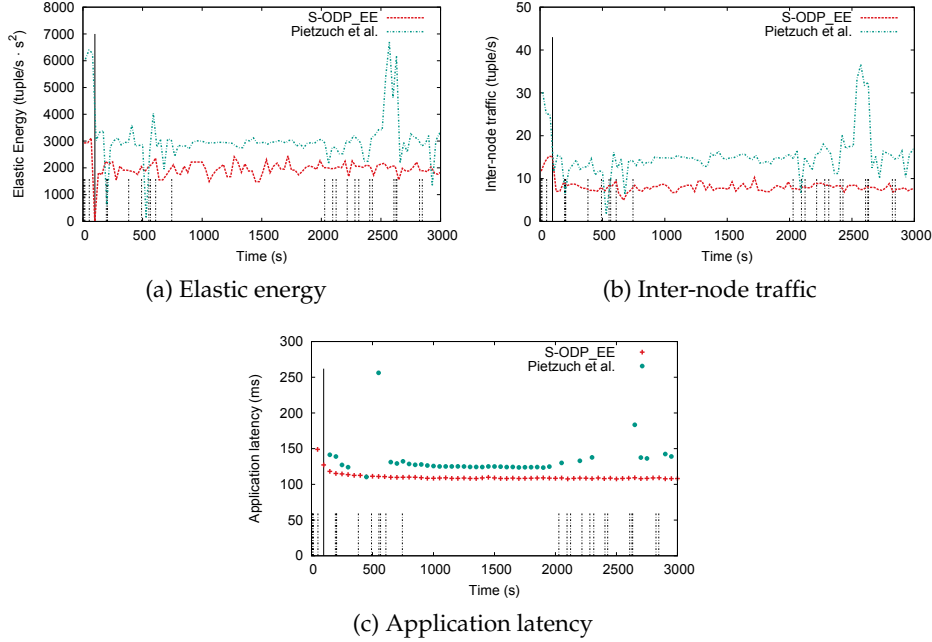 S-ODP_EE
Pietzuch et al.
8000
7000
6000
5000
4000
3000
2000
1000
0
Elastic Energy (tuple/s · s²)
0 500 1000 1500 2000 2500 3000
Time (s)
(a) Elastic energy
S-ODP_EE
Pietzuch et al.
50
40
30
20
10
0
Inter-node traffic (tuple/s)
0 500 1000 1500 2000 2500 3000
Time (s)
(b) Inter-node traffic
S-ODP_EE
Pietzuch et al.
300
250
200
150
100
50
0
Application latency (ms)
0 500 1000 1500 2000 2500 3000
Time (s)
(c) Application latency